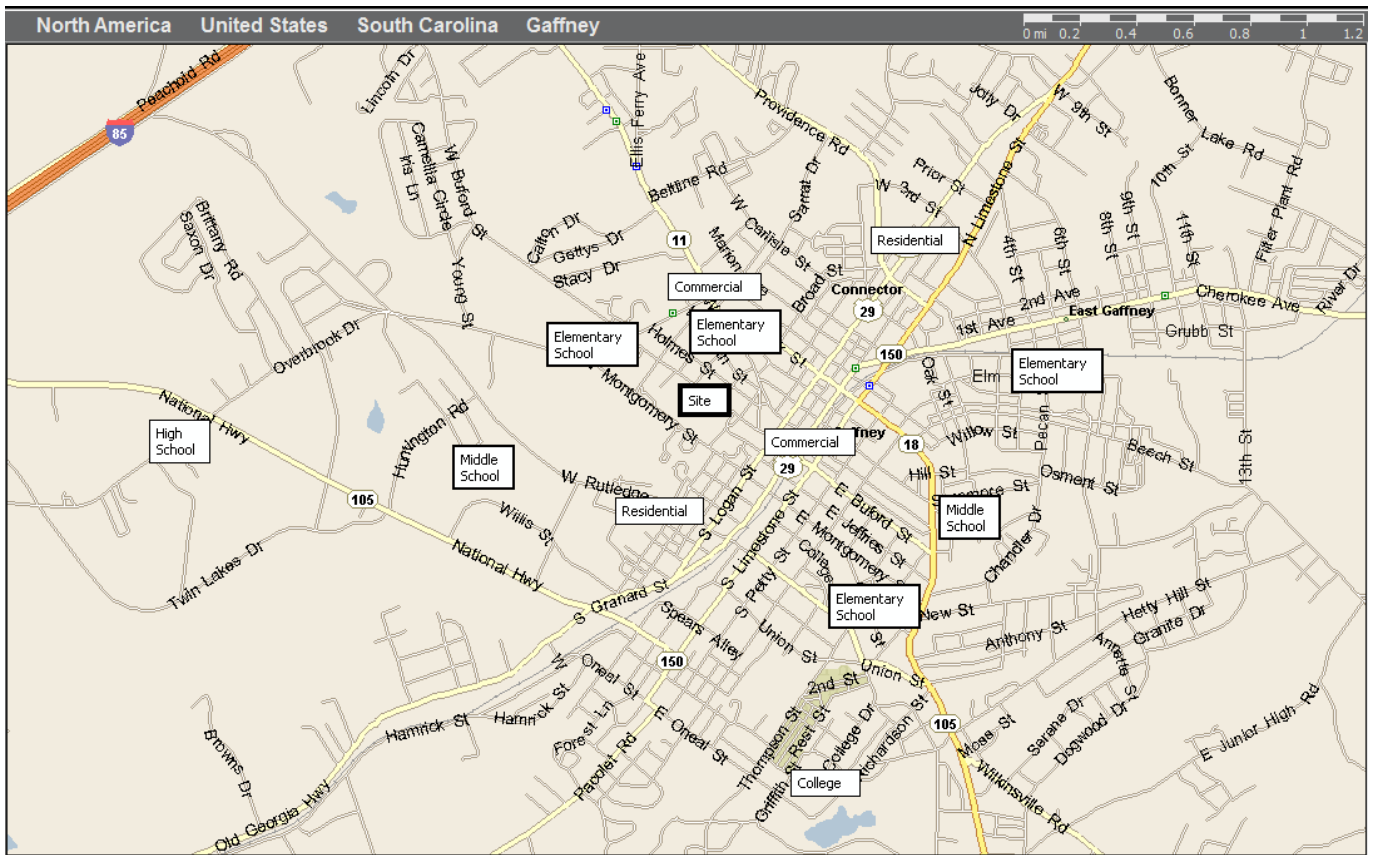 North America United States South Carolina Gaffney
0 mi 0.2 0.4 0.6 0.8 1 1.2
Peachoid Rd
85
Lincoln Dr
Ellis Ferry Ave
Providence Rd
Jolly Dr
W 9th St
Bonner Lake Rd
Camellia Circle
Iris Ln
W Buford St
Beltline Rd
Sarrat Dr
Prior St
10th St
W 3rd St
N Limestone St
Filter Plant Rd
Brittany Rd
Saxon Dr
Young St
Gettys Dr
Stacy Dr
11
Marion
W Carlisle St
Broad St
Residential
4th St
6th St
8th St
9th St
11th St
River Dr
Commercial
Connector
29
2nd Ave
1st Ave
Cherokee Ave
East Gaffney
Grubb St
Overbrook Dr
Elementary
School
Elementary
School
Holmes St
150
Oak St
Elm
Elementary
School
Pecan
W Montgomery St
Site
National Hwy
High
School
Huntington Rd
Middle
School
Commercial
29
18
Willow St
Beech St
13th St
Hill St
Osment St
105
W Rutledge
Residential
S Logan St
Willis St
S Limestone St
E Buford St
E Jeffries St
E Montgomery
College
Middle
School
Chandler Dr
Twin Lakes Dr
National Hwy
S Granard St
Petty St
Elementary
School
New St
Hetty Hill St
Granite Dr
Spears Alley
S
Union St
Anthony St
Annette St
150
Union St
W
Oneal St
2nd St
Hamrick St
Hamrick St
Forest Ln
E Oneal St
Thompson St
Rest St
College Dr
Richardson St
105
Moss St
Serane Dr
Dogwood Dr
E Junior High Rd
Browns Dr
Pacolet Rd
Griffith St
College
Wilkinsville Rd
Old Georgia Hwy